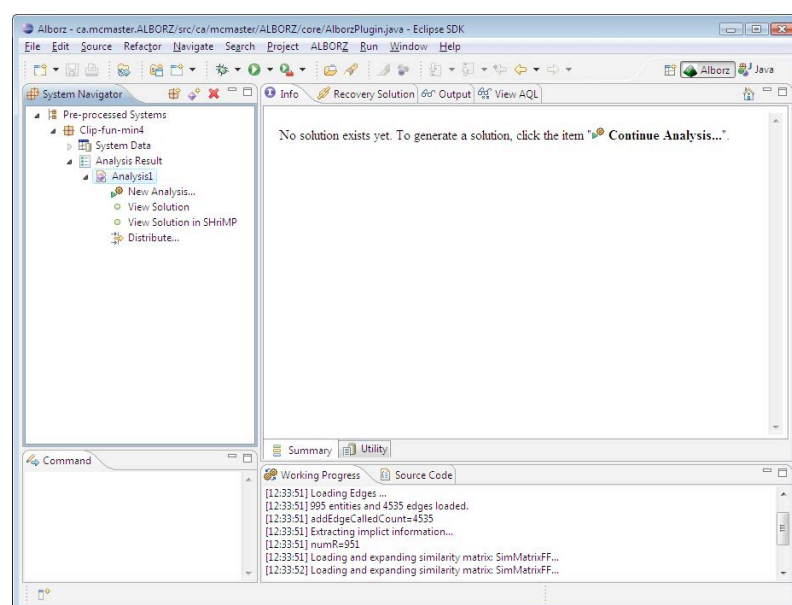 Alborz - ca.mcmaster.ALBORZ/src/ca/mcmaster/ALBORZ/core/AlborzPlugin.java - Eclipse SDK
File Edit Source Refactor Navigate Search Project ALBORZ Run Window Help
Alborz Java
System Navigator
Info Recovery Solution Output View AQL
Pre-processed Systems
Clip-fun-min4
System Data
Analysis Result
Analysis1
New Analysis...
View Solution
View Solution in SHriMP
Distribute...
No solution exists yet. To generate a solution, click the item " Continue Analysis...".
Summary Utility
Command
Working Progress Source Code
[12:33:51] Loading Edges ...
[12:33:51] 995 entities and 4535 edges loaded.
[12:33:51] addEdgeCalledCount=4535
[12:33:51] Extracting implict information...
[12:33:51] numR=951
[12:33:51] Loading and expanding similarity matrix: SimMatrixFF...
[12:33:52] Loading and expanding similarity matrix: SimMatrixFF...